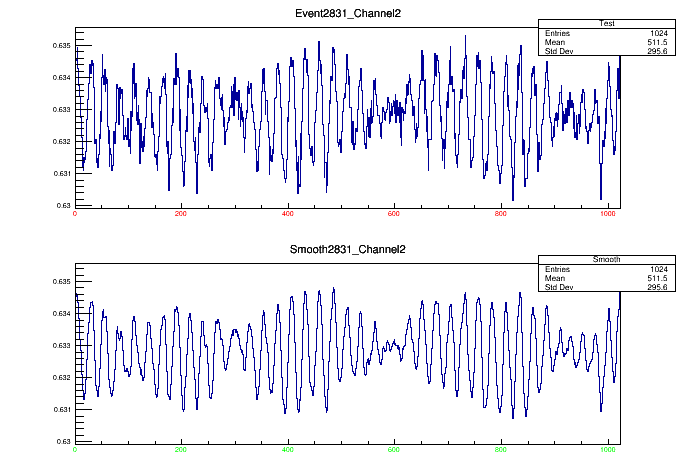 Event2831_Channel2
Test
Entries 1024
Mean 511.5
Std Dev 295.6
0.635
0.634
0.633
0.632
0.631
0.63
0 200 400 600 800 1000
Smooth2831_Channel2
Smooth
Entries 1024
Mean 511.5
Std Dev 295.6
0.635
0.634
0.633
0.632
0.631
0.63
0 200 400 600 800 1000